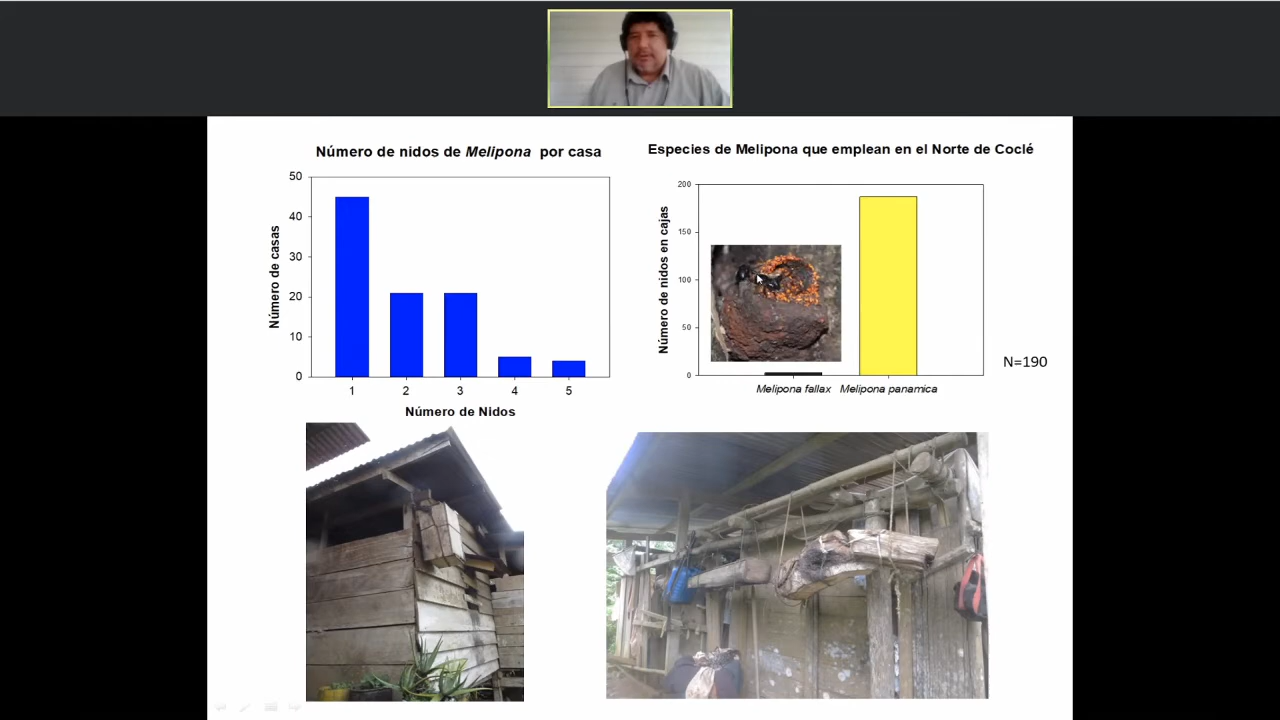 Número de nidos de Melipona por casa
50
40
30
20
10
0
Número de casas
1 2 3 4 5
Número de Nidos
Especies de Melipona que emplean en el Norte de Coclé
200
150
100
50
0
Número de nidos en cajas
Melipona fallax Melipona panamica
N=190